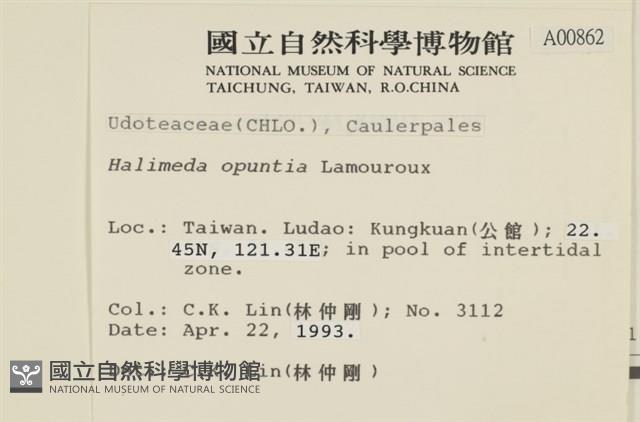 國立自然科學博物館 A00862
NATIONAL MUSEUM OF NATURAL SCIENCE
TAICHUNG, TAIWAN, R.O.CHINA
Udoteaceae(CHLO.), Caulerpales
Halimeda opuntia Lamouroux
Loc.: Taiwan. Ludao: Kungkuan(公館); 22.
45N, 121.31E; in pool of intertidal
zone.
Col.: C.K. Lin(林仲剛); No. 3112
Date: Apr. 22, 1993.
Lin(林仲剛)
國立自然科學博物館
NATIONAL MUSEUM OF NATURAL SCIENCE